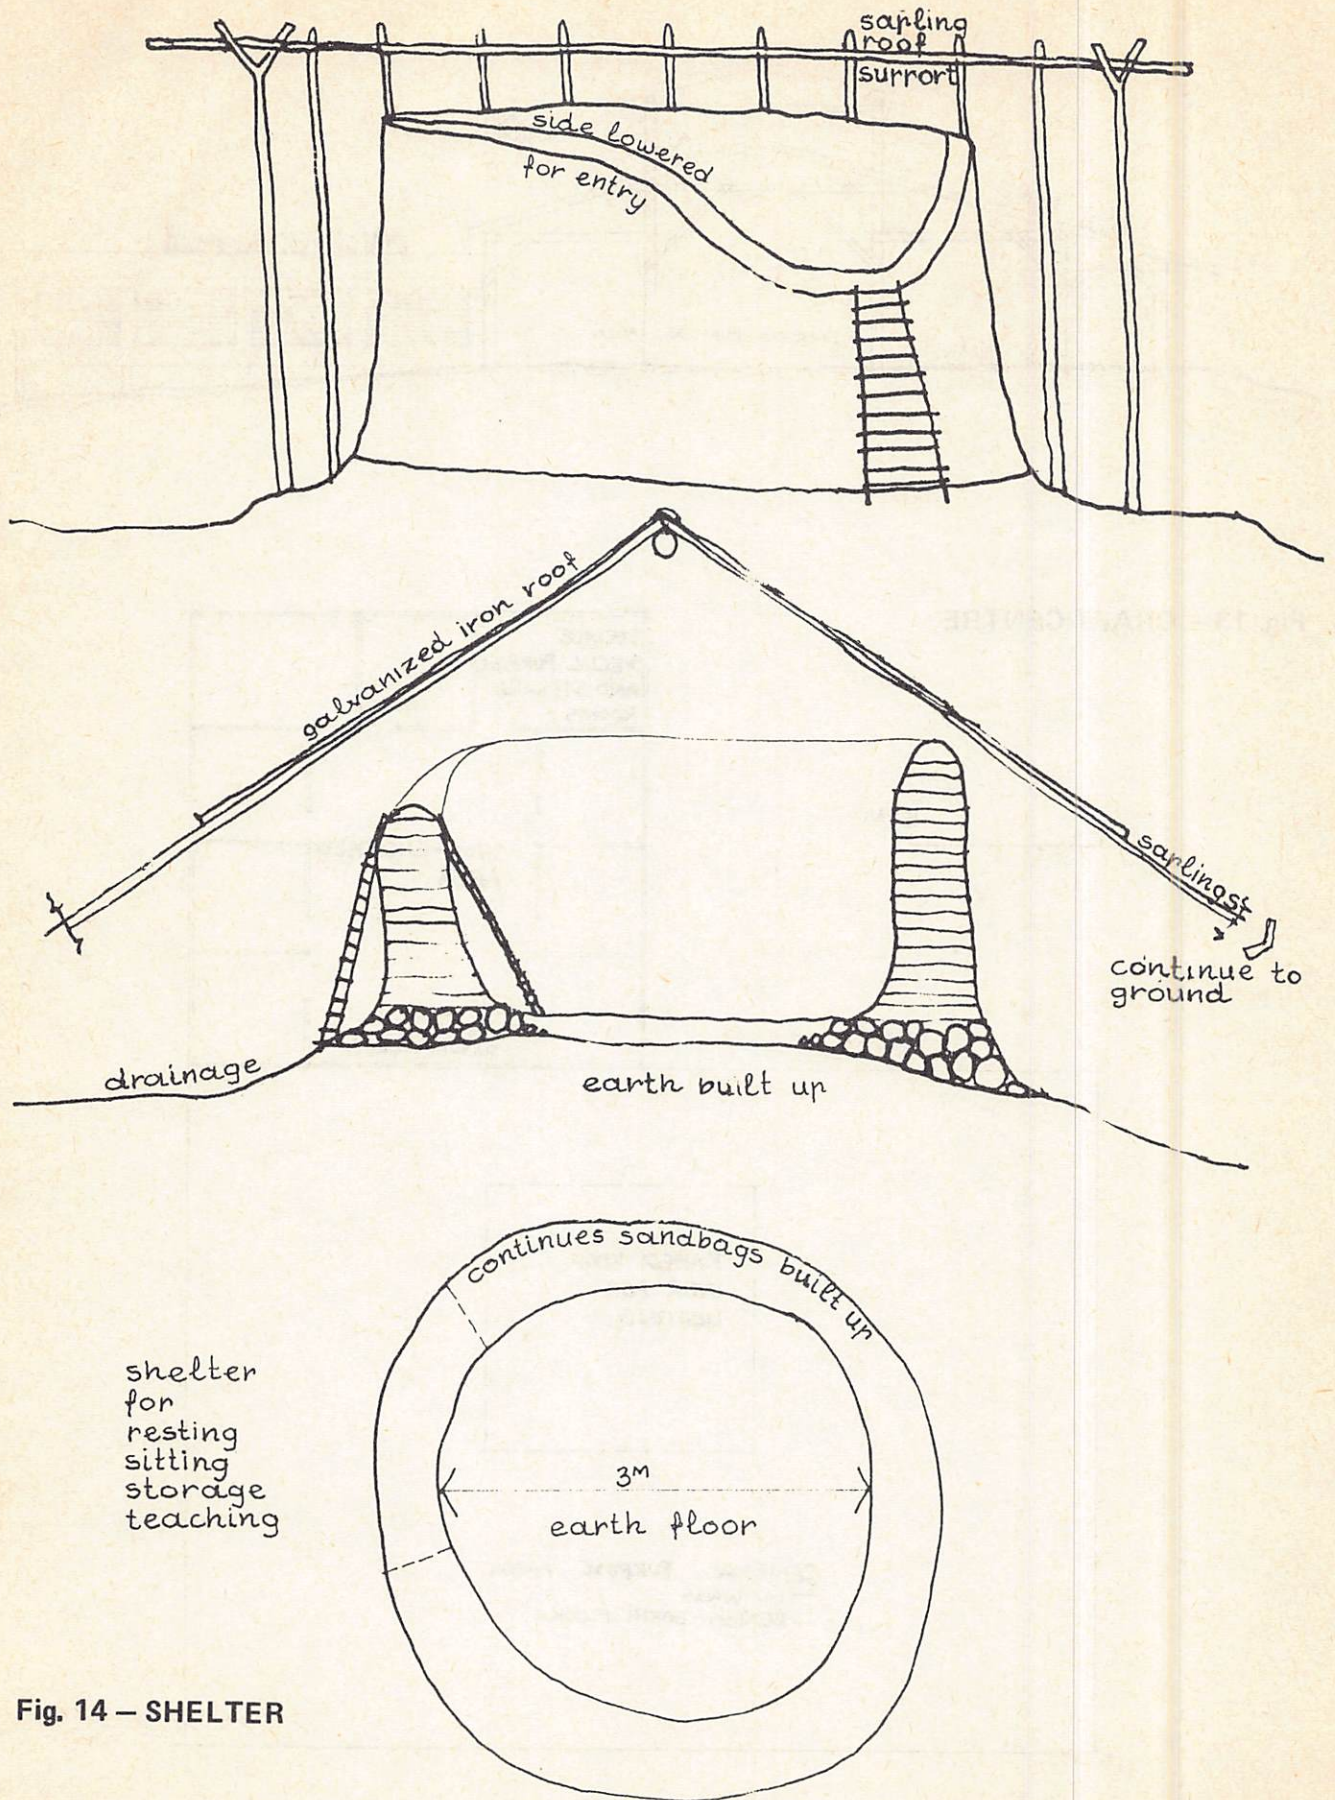 sapling
roof
support
side lowered
for entry
galvanized iron roof
saplings
continue to
ground
drainage
earth built up
continues sandbags built up
shelter
for
resting
sitting
storage
teaching
3M
earth floor
Fig. 14 – SHELTER